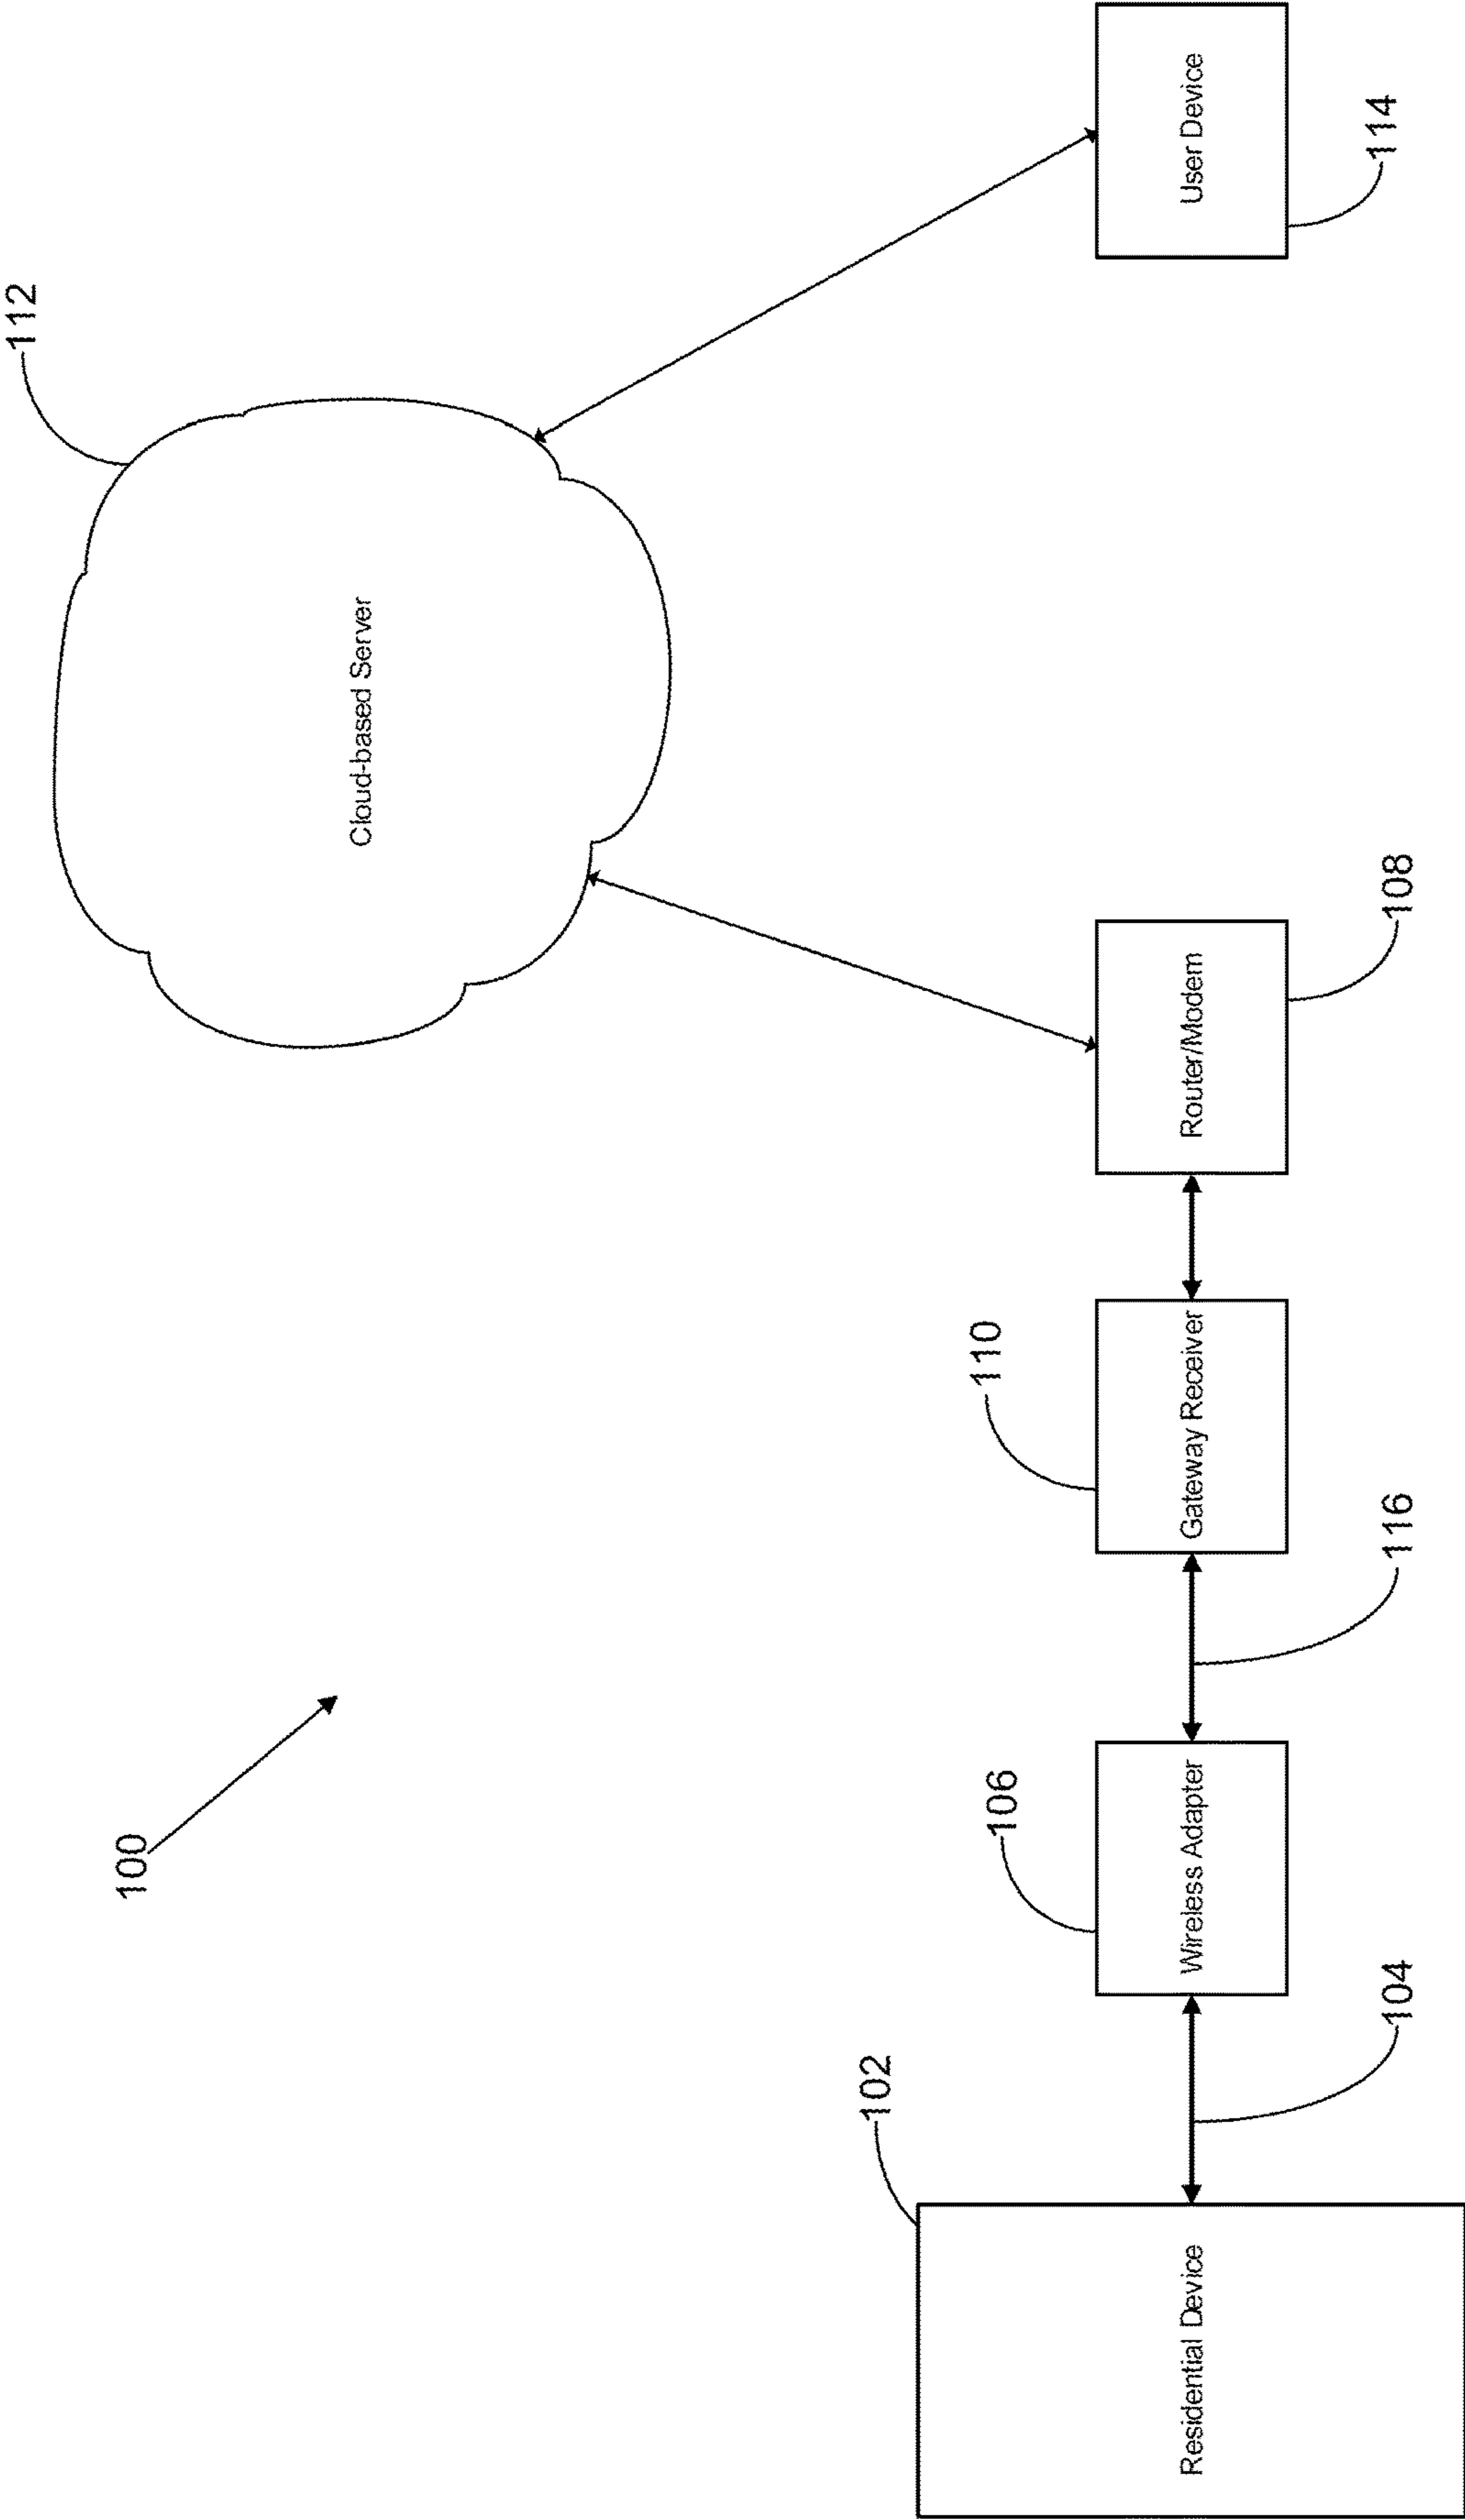 112
Cloud-based Server
100
102
106
110
Residential Device
Wireless Adapter
Gateway Receiver
Router/Modem
User Device
104
116
108
114